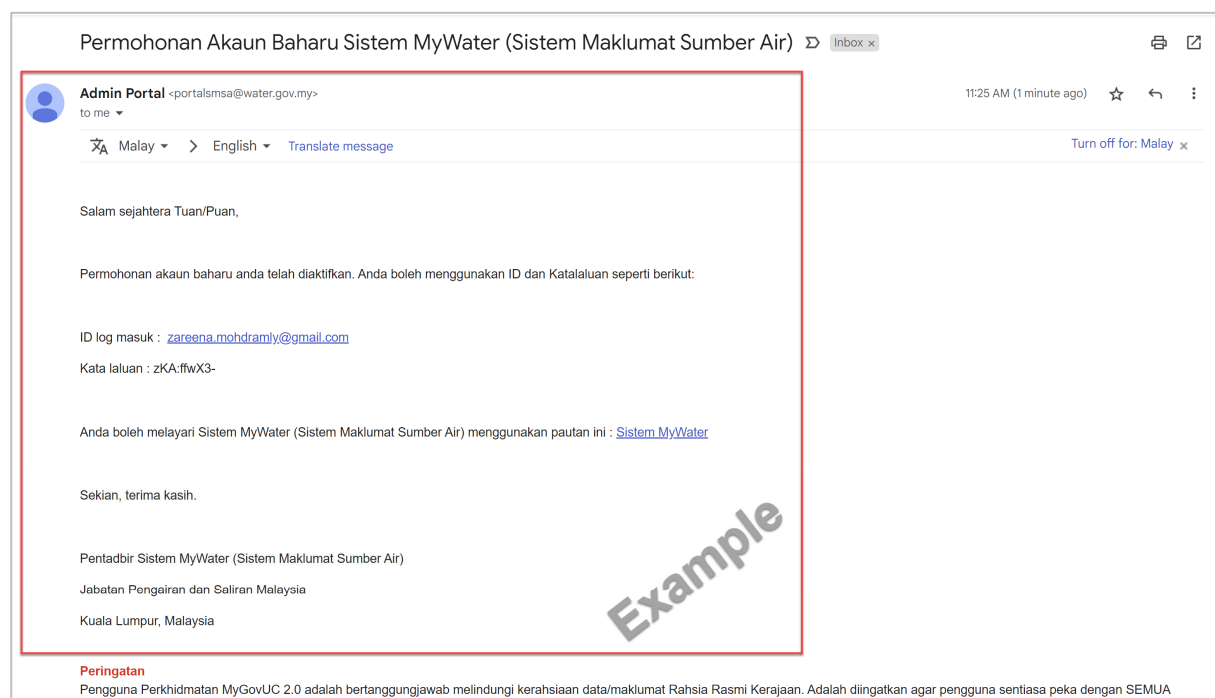 Permohonan Akaun Baharu Sistem MyWater (Sistem Maklumat Sumber Air) Inbox x
Admin Portal <portalsmsa@water.gov.my> 11:25 AM (1 minute ago)
to me
Malay > English Translate message Turn off for: Malay x
Salam sejahtera Tuan/Puan,
Permohonan akaun baharu anda telah diaktifkan. Anda boleh menggunakan ID dan Katalaluan seperti berikut:
ID log masuk : zareena.mohdramly@gmail.com
Kata laluan : zKA:ffwX3-
Anda boleh melayari Sistem MyWater (Sistem Maklumat Sumber Air) menggunakan pautan ini : Sistem MyWater
Sekian, terima kasih.
Pentadbir Sistem MyWater (Sistem Maklumat Sumber Air)
Jabatan Pengairan dan Saliran Malaysia
Kuala Lumpur, Malaysia
Example
Peringatan
Pengguna Perkhidmatan MyGovUC 2.0 adalah bertanggungjawab melindungi kerahsiaan data/maklumat Rahsia Rasmi Kerajaan. Adalah diingatkan agar pengguna sentiasa peka dengan SEMUA